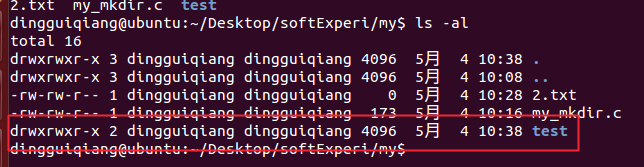 2.txt  my_mkdir.c  test
dingguiqiang@ubuntu:~/Desktop/softExperi/my$ ls -al
total 16
drwxrwxr-x 3 dingguiqiang dingguiqiang 4096  5月   4 10:38 .
drwxrwxr-x 3 dingguiqiang dingguiqiang 4096  5月   4 10:08 ..
-rw-rw-r-- 1 dingguiqiang dingguiqiang    0  5月   4 10:28 2.txt
-rw-rw-r-- 1 dingguiqiang dingguiqiang  173  5月   4 10:16 my_mkdir.c
drwxrwxr-x 2 dingguiqiang dingguiqiang 4096  5月   4 10:38 test
dingguiqiang@ubuntu:~/Desktop/softExperi/my$